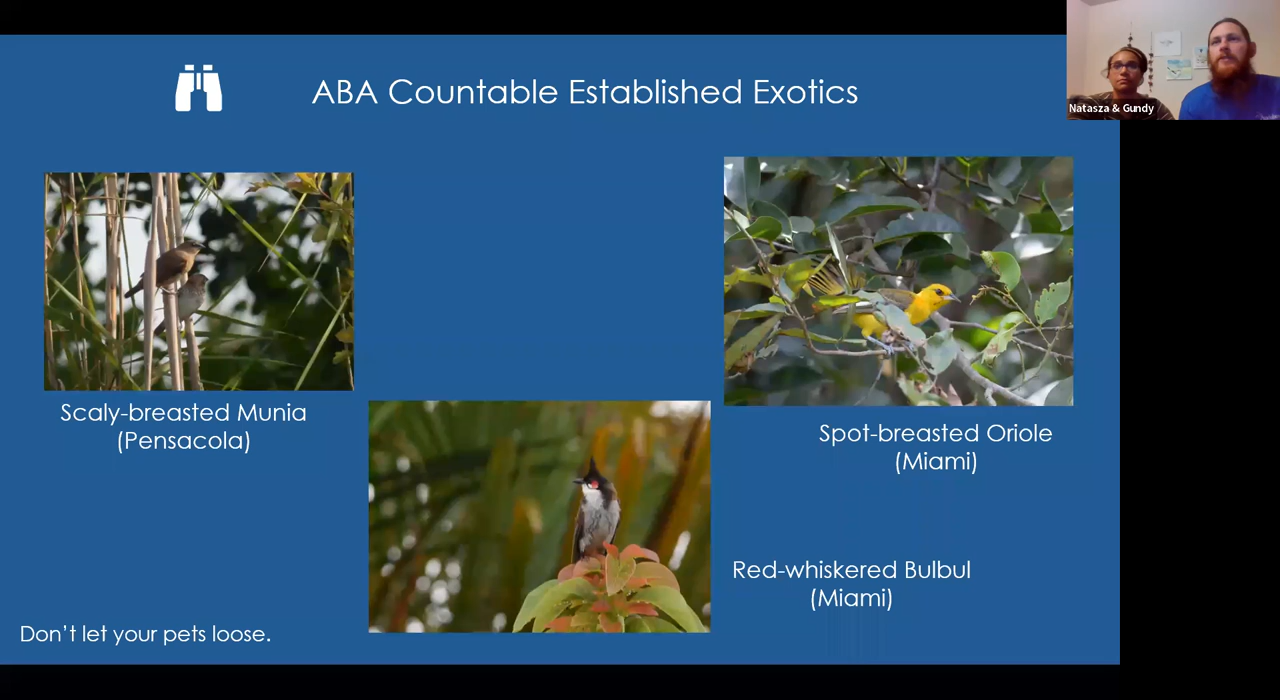 ABA Countable Established Exotics
Natasza & Gundy
Scaly-breasted Munia
(Pensacola)
Spot-breasted Oriole
(Miami)
Red-whiskered Bulbul
(Miami)
Don't let your pets loose.